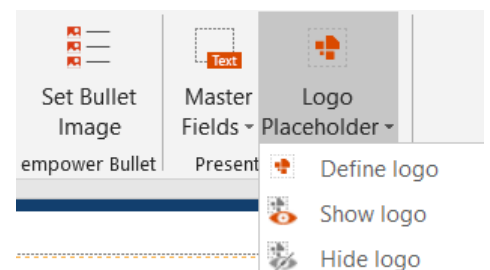 Text
Set Bullet
Image
Master
Fields
Logo
Placeholder
empower Bullet
Present
Define logo
Show logo
Hide logo